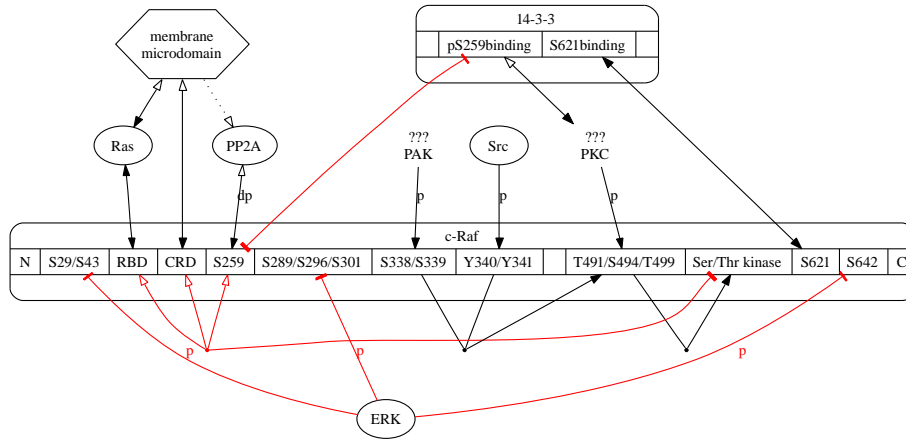 membrane
microdomain
14-3-3
pS259binding
S621binding
Ras
PP2A
???
PAK
Src
???
PKC
dp
p
p
p
c-Raf
N
S29/S43
RBD
CRD
S259
S289/S296/S301
S338/S339
Y340/Y341
T491/S494/T499
Ser/Thr kinase
S621
S642
C
p
p
p
ERK